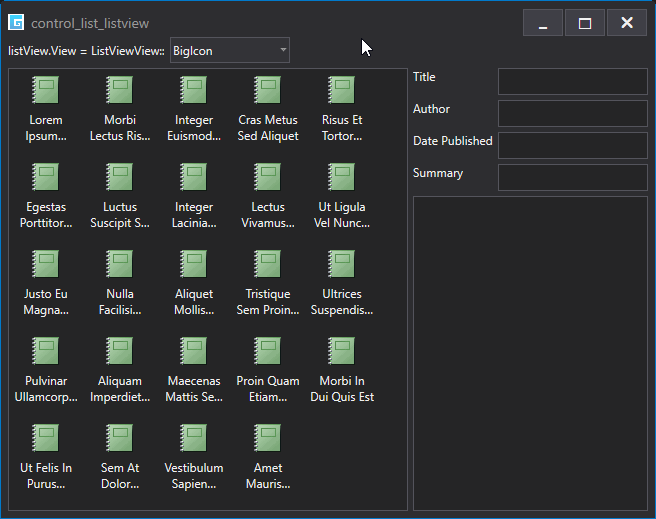 control_list_listview
listView.View = ListViewView:: BigIcon
Title
Author
Date Published
Summary
Lorem
Ipsum...
Morbi
Lectus Ris...
Integer
Euismod...
Cras Metus
Sed Aliquet
Risus Et
Tortor...
Egestas
Porttitor...
Luctus
Suscipit S...
Integer
Lacinia...
Lectus
Vivamus...
Ut Ligula
Vel Nunc...
Justo Eu
Magna...
Nulla
Facilisi...
Aliquet
Mollis...
Tristique
Sem Proin...
Ultrices
Suspendis...
Pulvinar
Ullamcorp...
Aliquam
Imperdiet...
Maecenas
Mattis Se...
Proin Quam
Etiam...
Morbi In
Dui Quis Est
Ut Felis In
Purus...
Sem At
Dolor...
Vestibulum
Sapien...
Amet
Mauris...